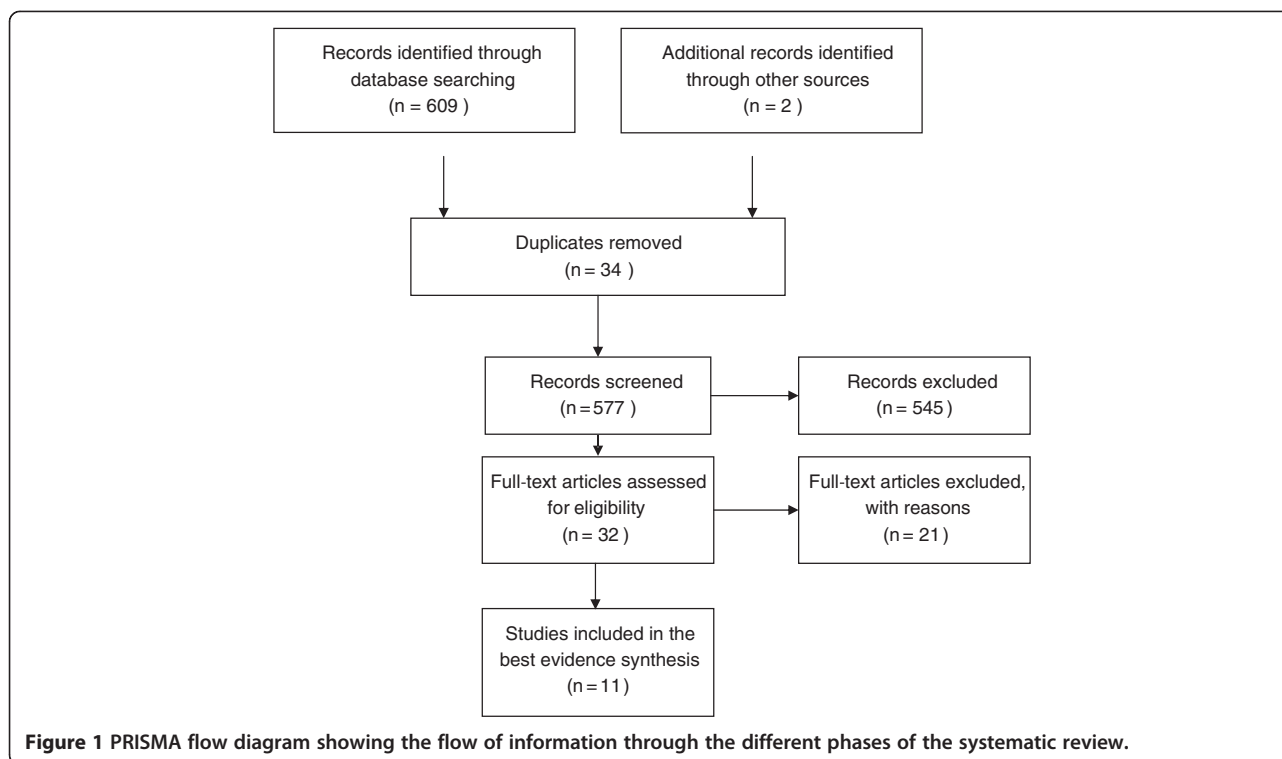 Records identified through
database searching
(n = 609 )
Additional records identified
through other sources
(n = 2 )
Duplicates removed
(n = 34 )
Records screened
(n = 577 )
Records excluded
(n = 545 )
Full-text articles assessed
for eligibility
(n = 32 )
Full-text articles excluded,
with reasons
(n = 21 )
Studies included in the
best evidence synthesis
(n = 11 )
Figure 1 PRISMA flow diagram showing the flow of information through the different phases of the systematic review.